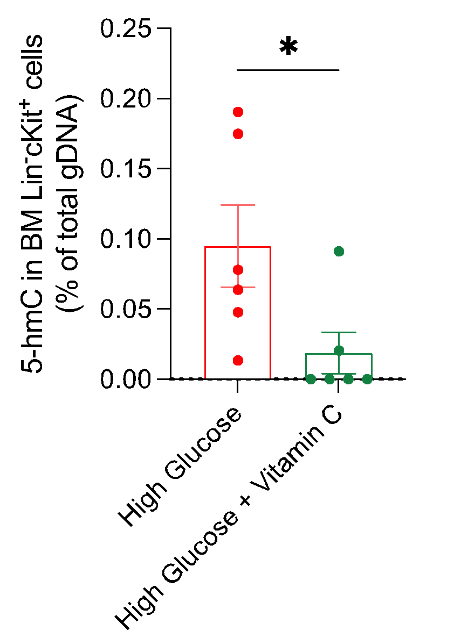 5-hmC in BM Lin⁻cKit⁺ cells
(% of total gDNA)
0.25
0.20
0.15
0.10
0.05
0.00
*
High Glucose
High Glucose + Vitamin C